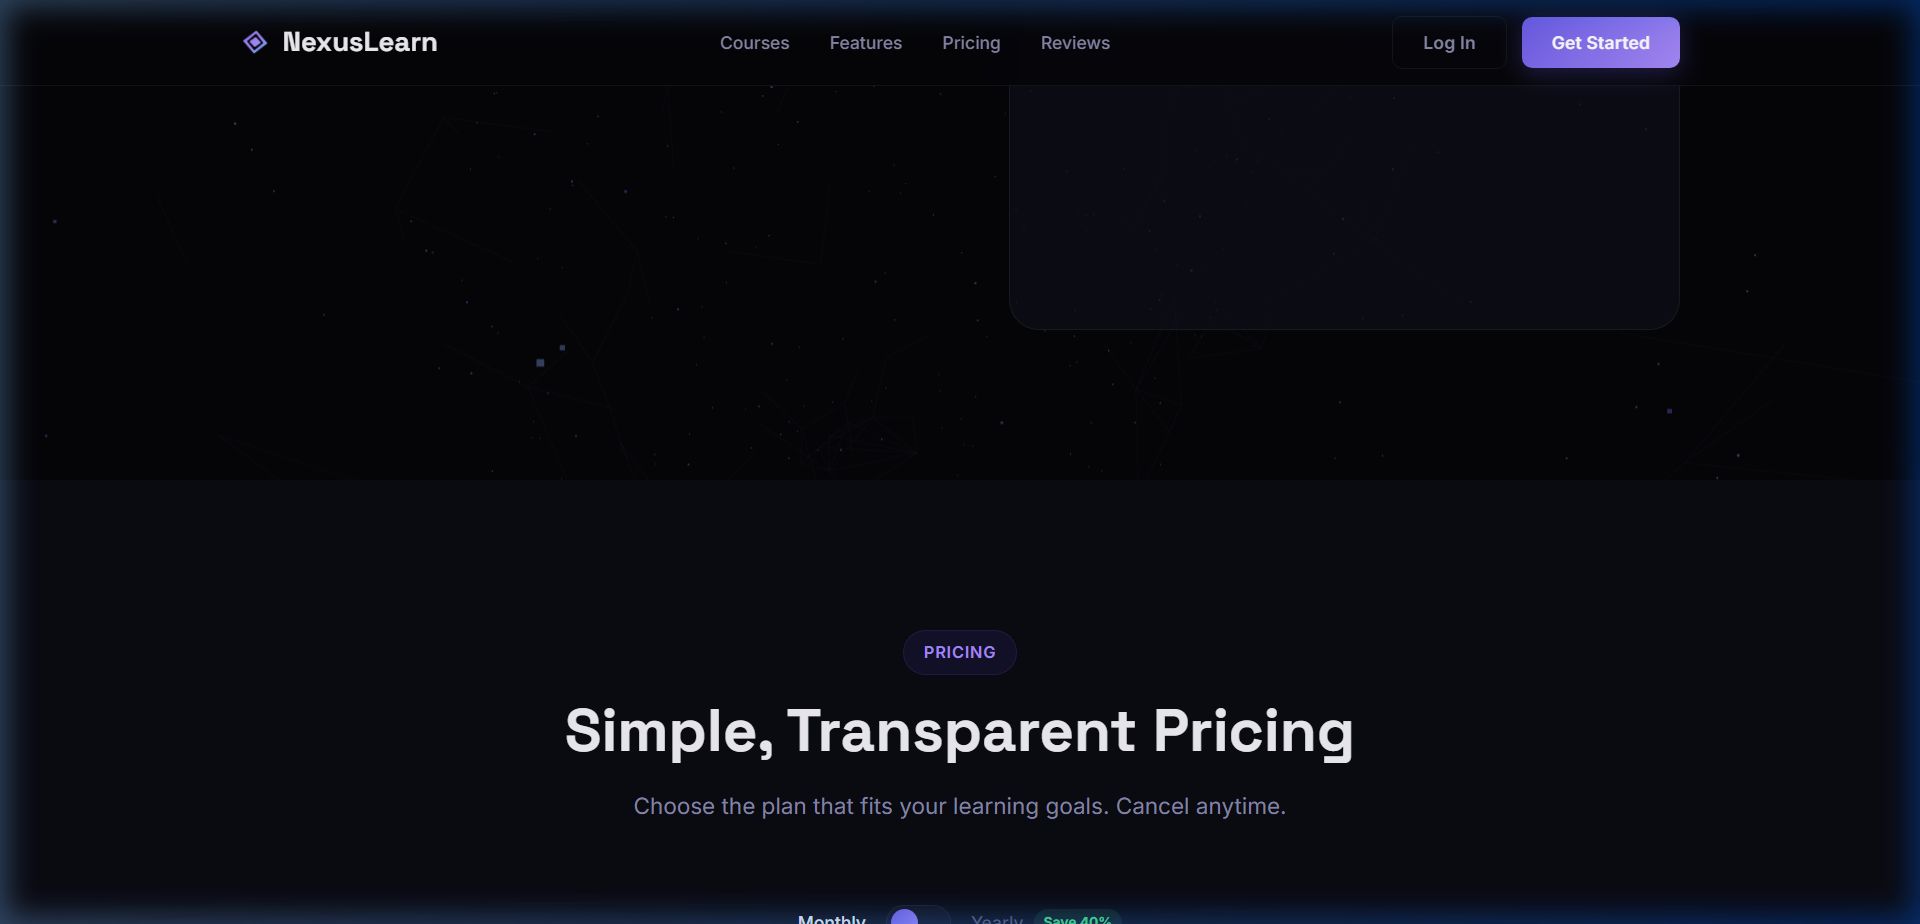 NexusLearn
Courses
Features
Pricing
Reviews
Log In
Get Started
PRICING
Simple, Transparent Pricing
Choose the plan that fits your learning goals. Cancel anytime.
Monthly
Yearly
Save 40%